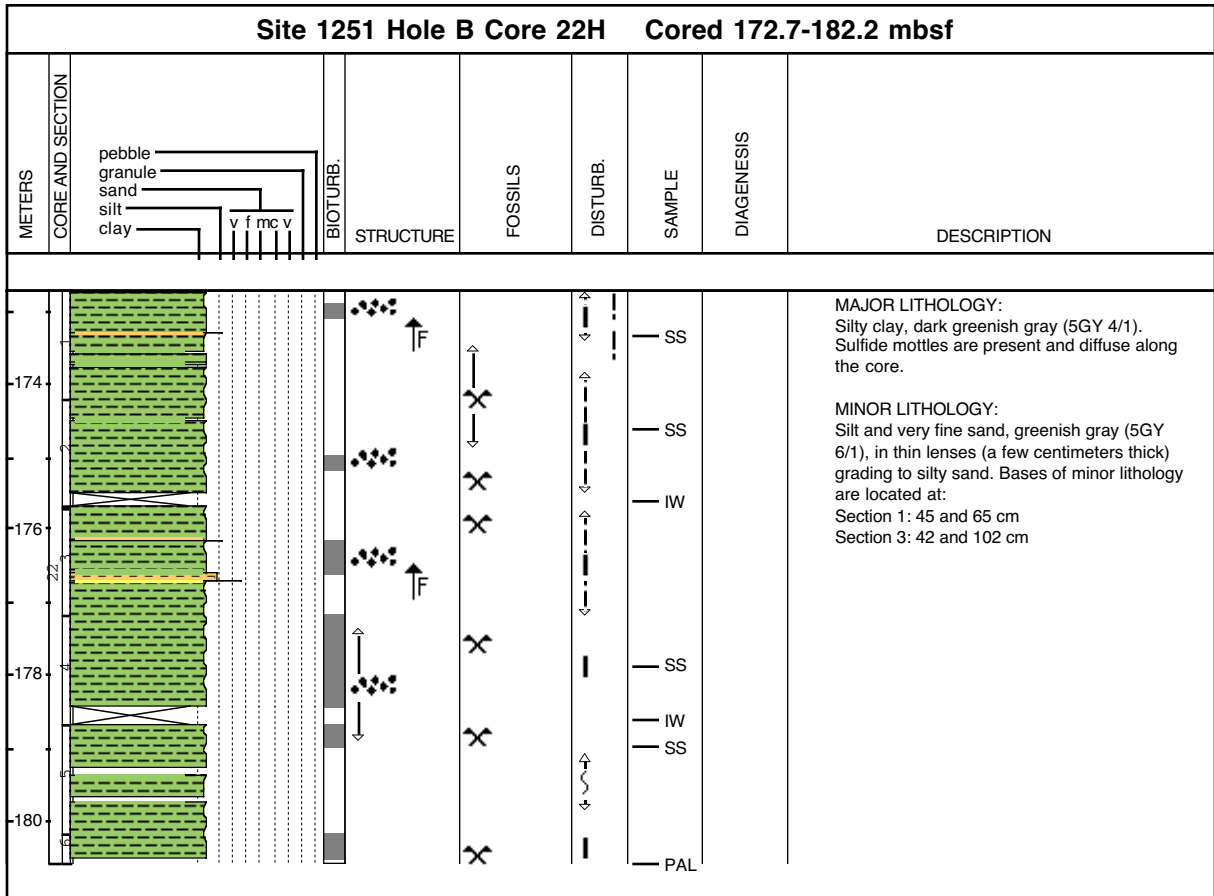 Site 1251 Hole B Core 22H Cored 172.7-182.2 mbsf
METERS
CORE AND SECTION
pebble
granule
sand
silt
clay
v f m c v
BIOTURB.
STRUCTURE
FOSSILS
DISTURB.
SAMPLE
DIAGENESIS
DESCRIPTION
174
176
178
180
22
1
2
3
4
5
6
F
F
SS
SS
IW
SS
IW
SS
PAL
MAJOR LITHOLOGY:
Silty clay, dark greenish gray (5GY 4/1).
Sulfide mottles are present and diffuse along
the core.
MINOR LITHOLOGY:
Silt and very fine sand, greenish gray (5GY
6/1), in thin lenses (a few centimeters thick)
grading to silty sand. Bases of minor lithology
are located at:
Section 1: 45 and 65 cm
Section 3: 42 and 102 cm